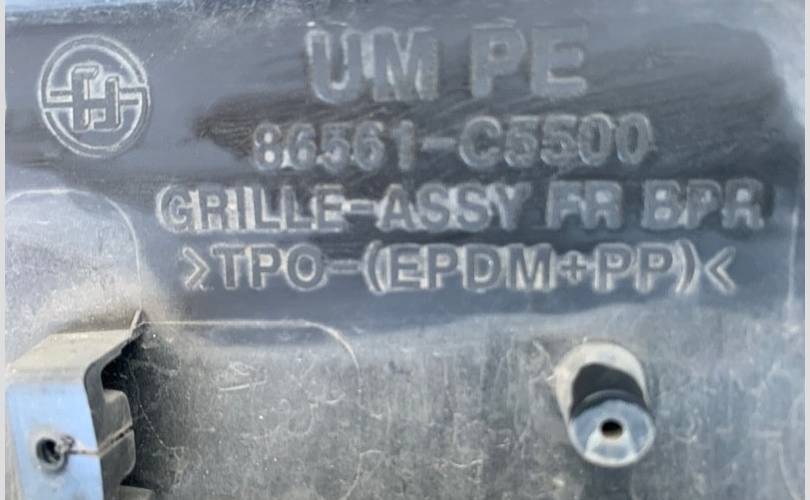 UM PE
86561-C5500
GRILLE-ASSY FR BPR
>TPO-(EPDM+PP)<